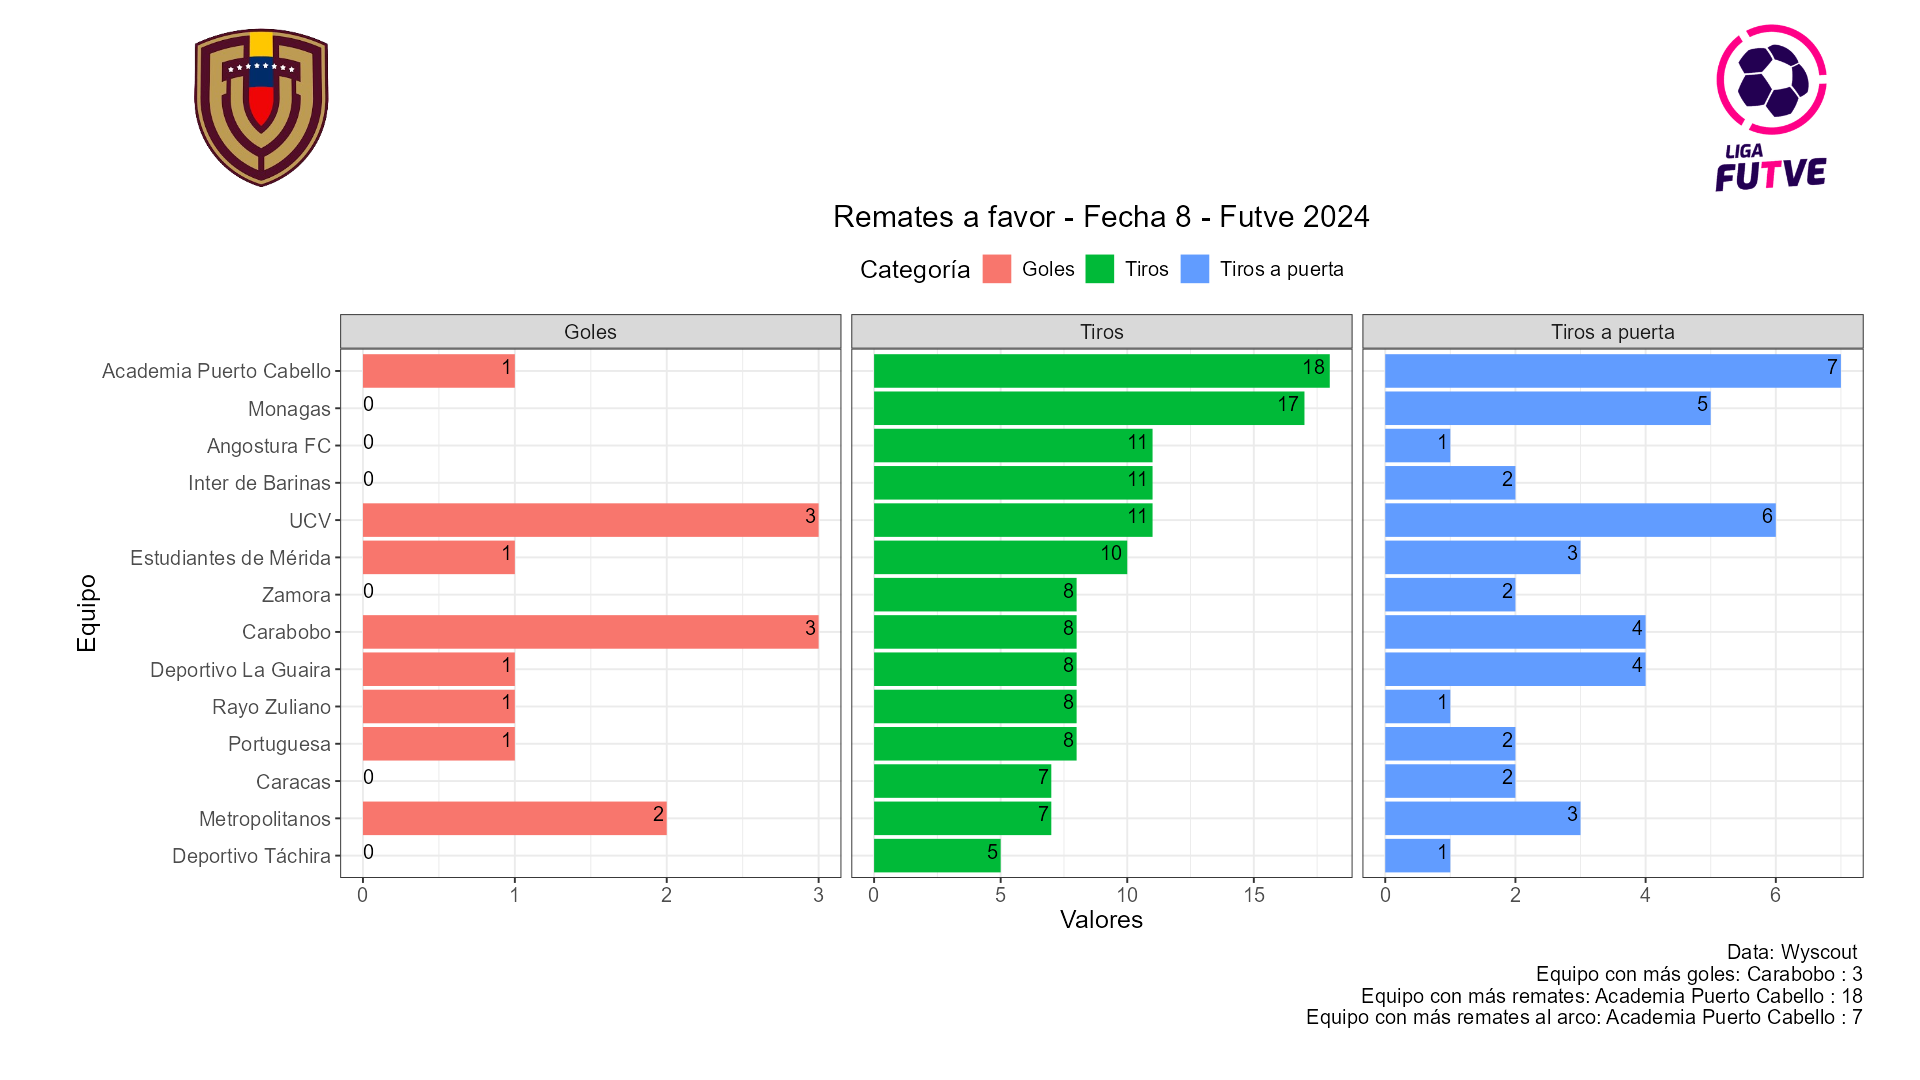 LIGA
FUTVE
Remates a favor - Fecha 8 - Futve 2024
Categoría Goles Tiros Tiros a puerta
Goles Tiros Tiros a puerta
Equipo
Academia Puerto Cabello 1 18 7
Monagas 0 17 5
Angostura FC 0 11 1
Inter de Barinas 0 11 2
UCV 3 11 6
Estudiantes de Mérida 1 10 3
Zamora 0 8 2
Carabobo 3 8 4
Deportivo La Guaira 1 8 4
Rayo Zuliano 1 8 1
Portuguesa 1 8 2
Caracas 0 7 2
Metropolitanos 2 7 3
Deportivo Táchira 0 5 1
0 1 2 3 0 5 10 15 0 2 4 6
Valores
Data: Wyscout
Equipo con más goles: Carabobo : 3
Equipo con más remates: Academia Puerto Cabello : 18
Equipo con más remates al arco: Academia Puerto Cabello : 7